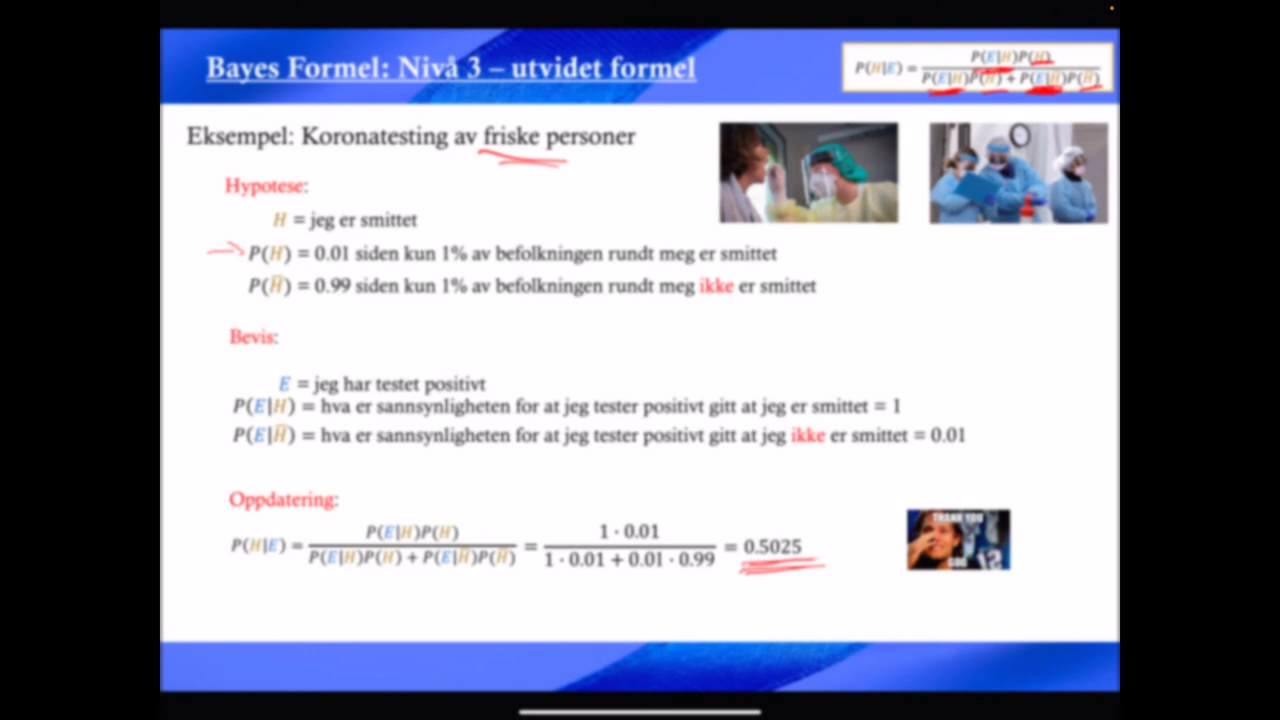 Bayes Formel: Nivå 3 – utvidet formel
P(H|E) = P(E|H)P(H) / P(E|H)P(H) + P(E|H̄)P(H̄)
Eksempel: Koronatesting av friske personer
Hypotese:
H = jeg er smittet
P(H) = 0.01 siden kun 1% av befolkningen rundt meg er smittet
P(H̄) = 0.99 siden kun 1% av befolkningen rundt meg ikke er smittet
Bevis:
E = jeg har testet positivt
P(E|H) = hva er sannsynligheten for at jeg tester positivt gitt at jeg er smittet = 1
P(E|H̄) = hva er sannsynligheten for at jeg tester positivt gitt at jeg ikke er smittet = 0.01
Oppdatering:
P(H|E) = P(E|H)P(H) / P(E|H)P(H) + P(E|H̄)P(H̄) = 1 · 0.01 / 1 · 0.01 + 0.01 · 0.99 = 0.5025
THANK YOU
GOD